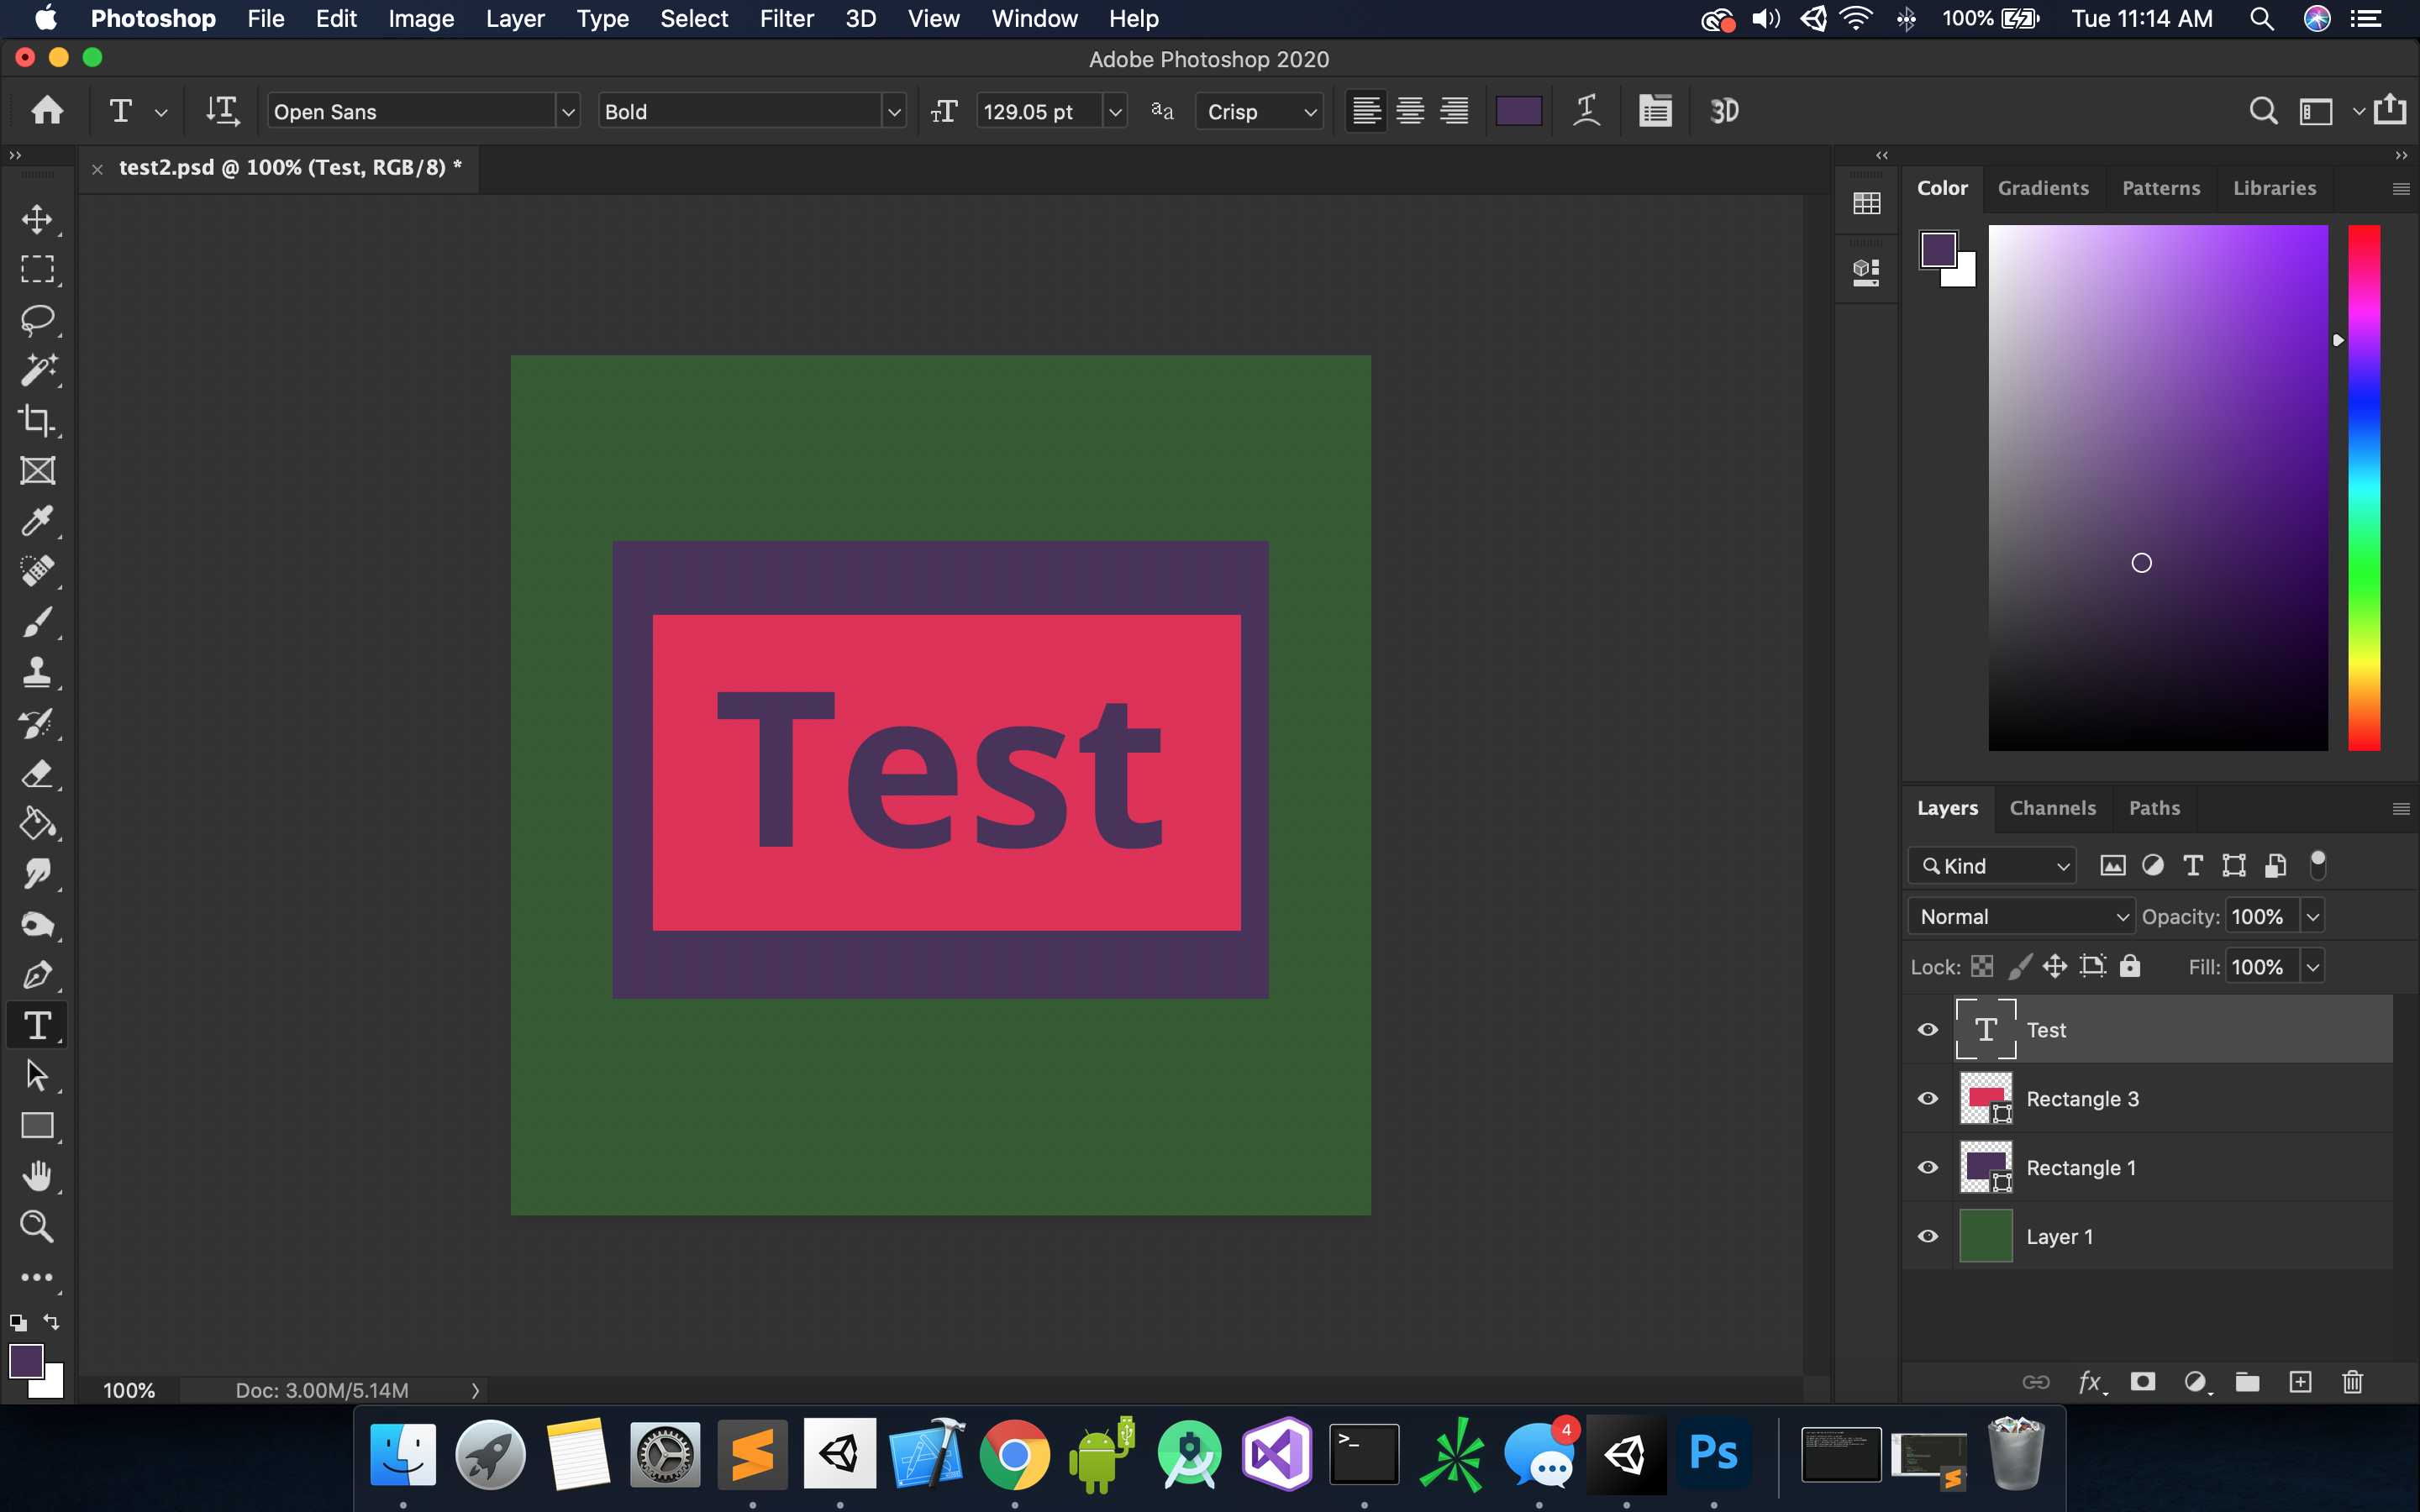 Photoshop File Edit Image Layer Type Select Filter 3D View Window Help 100% Tue 11:14 AM
Adobe Photoshop 2020
T Open Sans Bold 129.05 pt aa Crisp 3D
test2.psd @ 100% (Test, RGB/8) *
Color Gradients Patterns Libraries
Test
Layers Channels Paths
Kind
Normal Opacity: 100%
Lock: Fill: 100%
Test
Rectangle 3
Rectangle 1
Layer 1
100% Doc: 3.00M/5.14M
fx
4
Ps